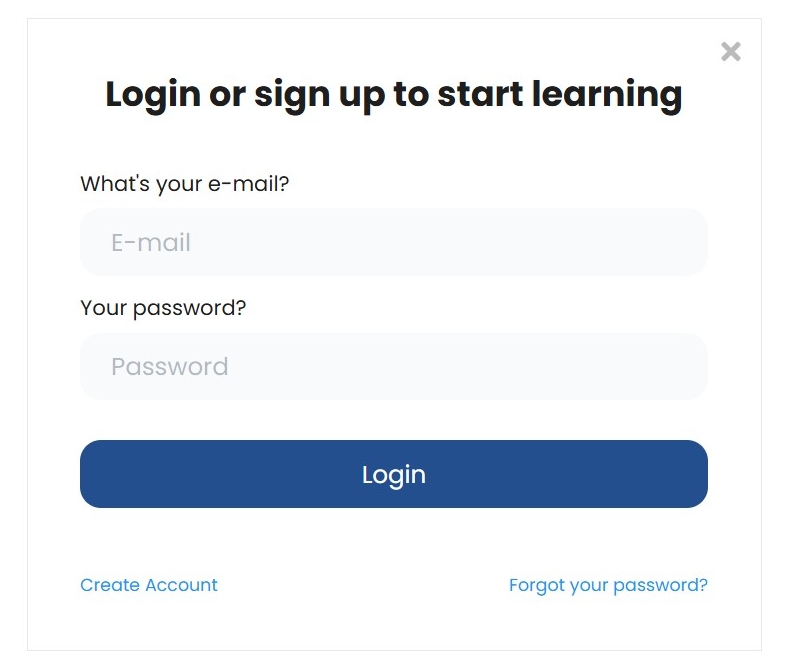 Login or sign up to start learning
What's your e-mail?
E-mail
Your password?
Password
Login
Create Account
Forgot your password?